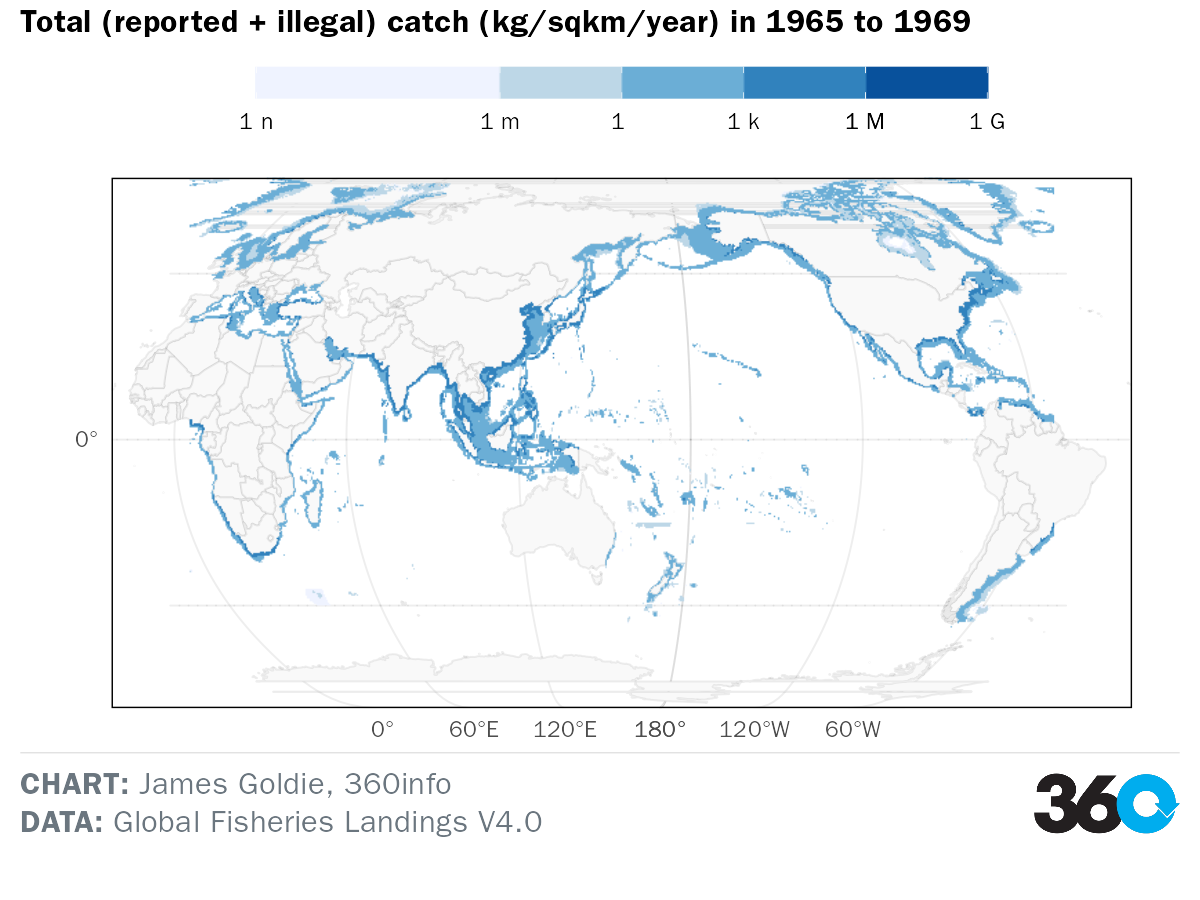 Total (reported + illegal) catch (kg/sqkm/year) in 1965 to 1969
1 n 1 m 1 1 k 1 M 1 G
0°
0° 60°E 120°E 180° 120°W 60°W
CHART: James Goldie, 360info
DATA: Global Fisheries Landings V4.0
360